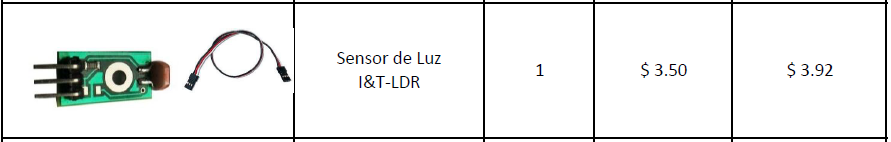 Sensor de Luz
I&T-LDR
1
$ 3.50
$ 3.92